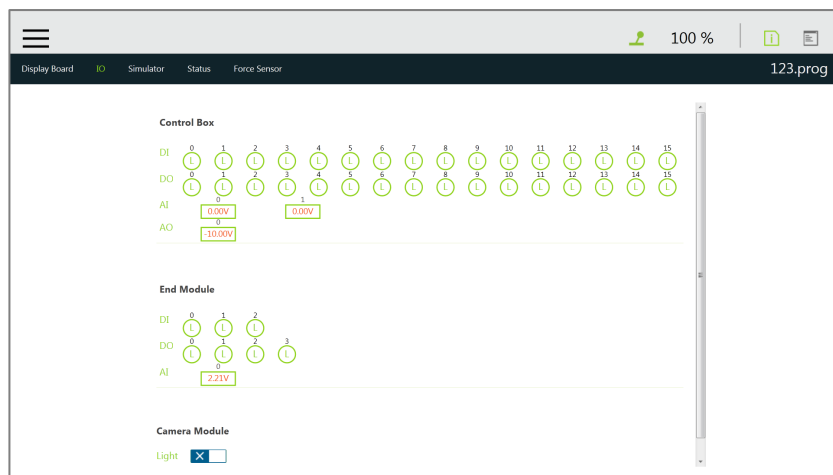 100 %
Display Board IO Simulator Status Force Sensor 123.prog
Control Box
0 1 2 3 4 5 6 7 8 9 10 11 12 13 14 15
DI L L L L L L L L L L L L L L L L
0 1 2 3 4 5 6 7 8 9 10 11 12 13 14 15
DO L L L L L L L L L L L L L L L L
0 1
AI 0.00V 0.00V
0
AO -10.00V
End Module
0 1 2
DI L L L
0 1 2 3
DO L L L L
0
AI 2.21V
Camera Module
Light X